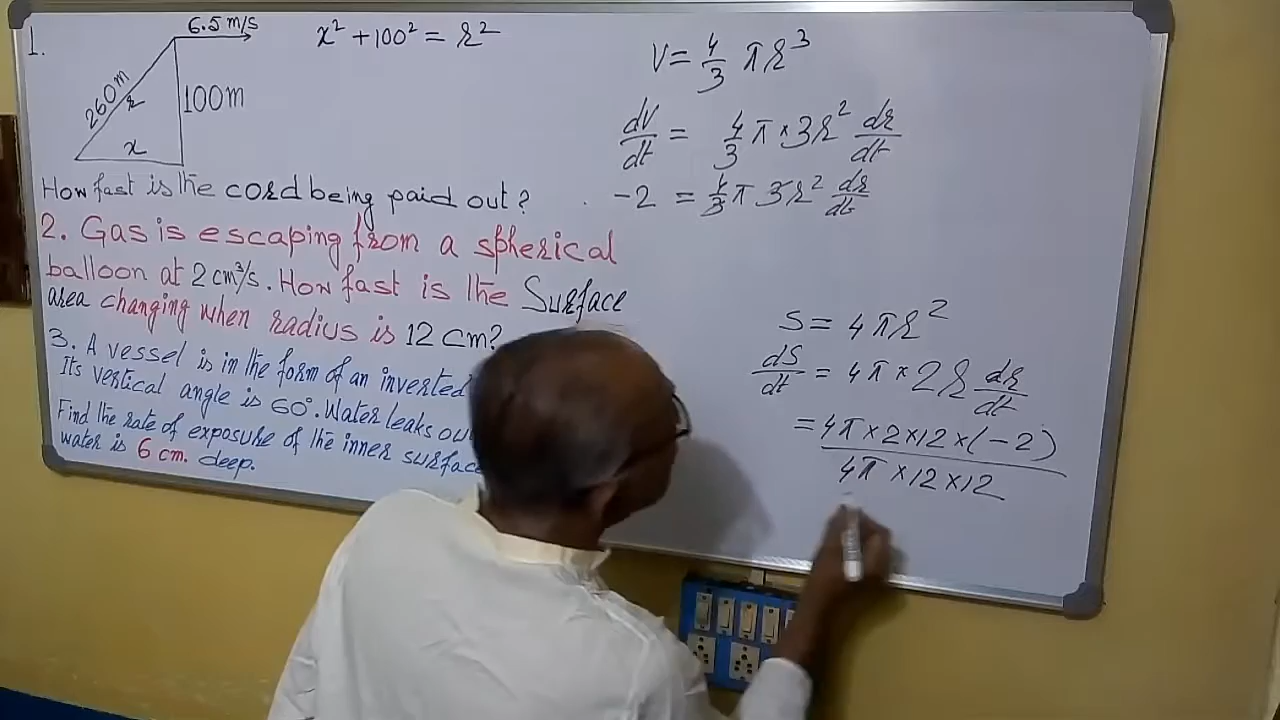 1.
6.5 m/s
x² + 100² = r²
260m
r
100m
x
How fast is the cord being paid out?
2. Gas is escaping from a spherical
balloon at 2 cm³/s. How fast is the Surface
area changing when radius is 12 cm?
3. A vessel is in the form of an inverted
Its vertical angle is 60°. Water leaks
Find the rate of exposure of the inner surface
water is 6 cm. deep.
V = 4/3 π r³
dV/dt = 4/3 π × 3r² dr/dt
-2 = 4/3 π 3r² dr/dt
S = 4πr²
dS/dt = 4π × 2r dr/dt
= 4π × 2 × 12 × (-2)
4π × 12 × 12